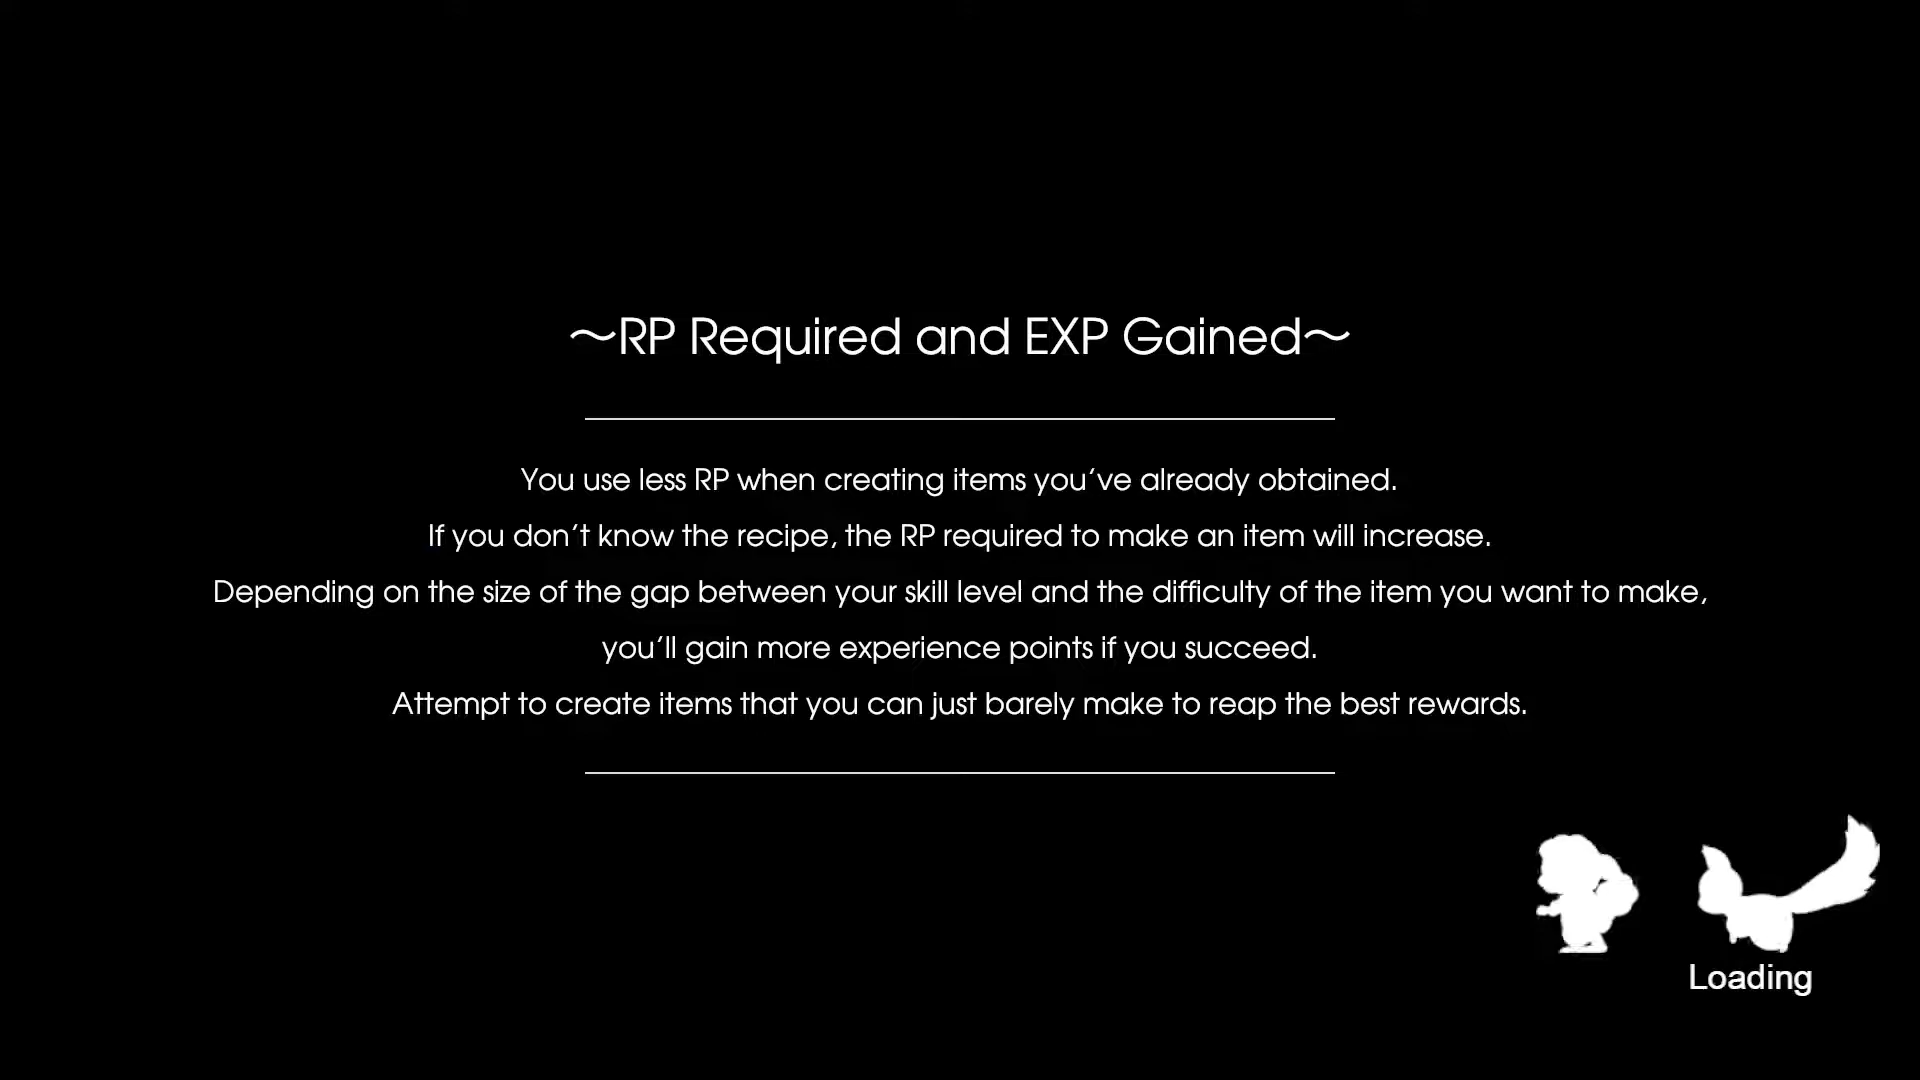 ～RP Required and EXP Gained～
You use less RP when creating items you’ve already obtained.
If you don’t know the recipe, the RP required to make an item will increase.
Depending on the size of the gap between your skill level and the difficulty of the item you want to make,
you’ll gain more experience points if you succeed.
Attempt to create items that you can just barely make to reap the best rewards.
Loading